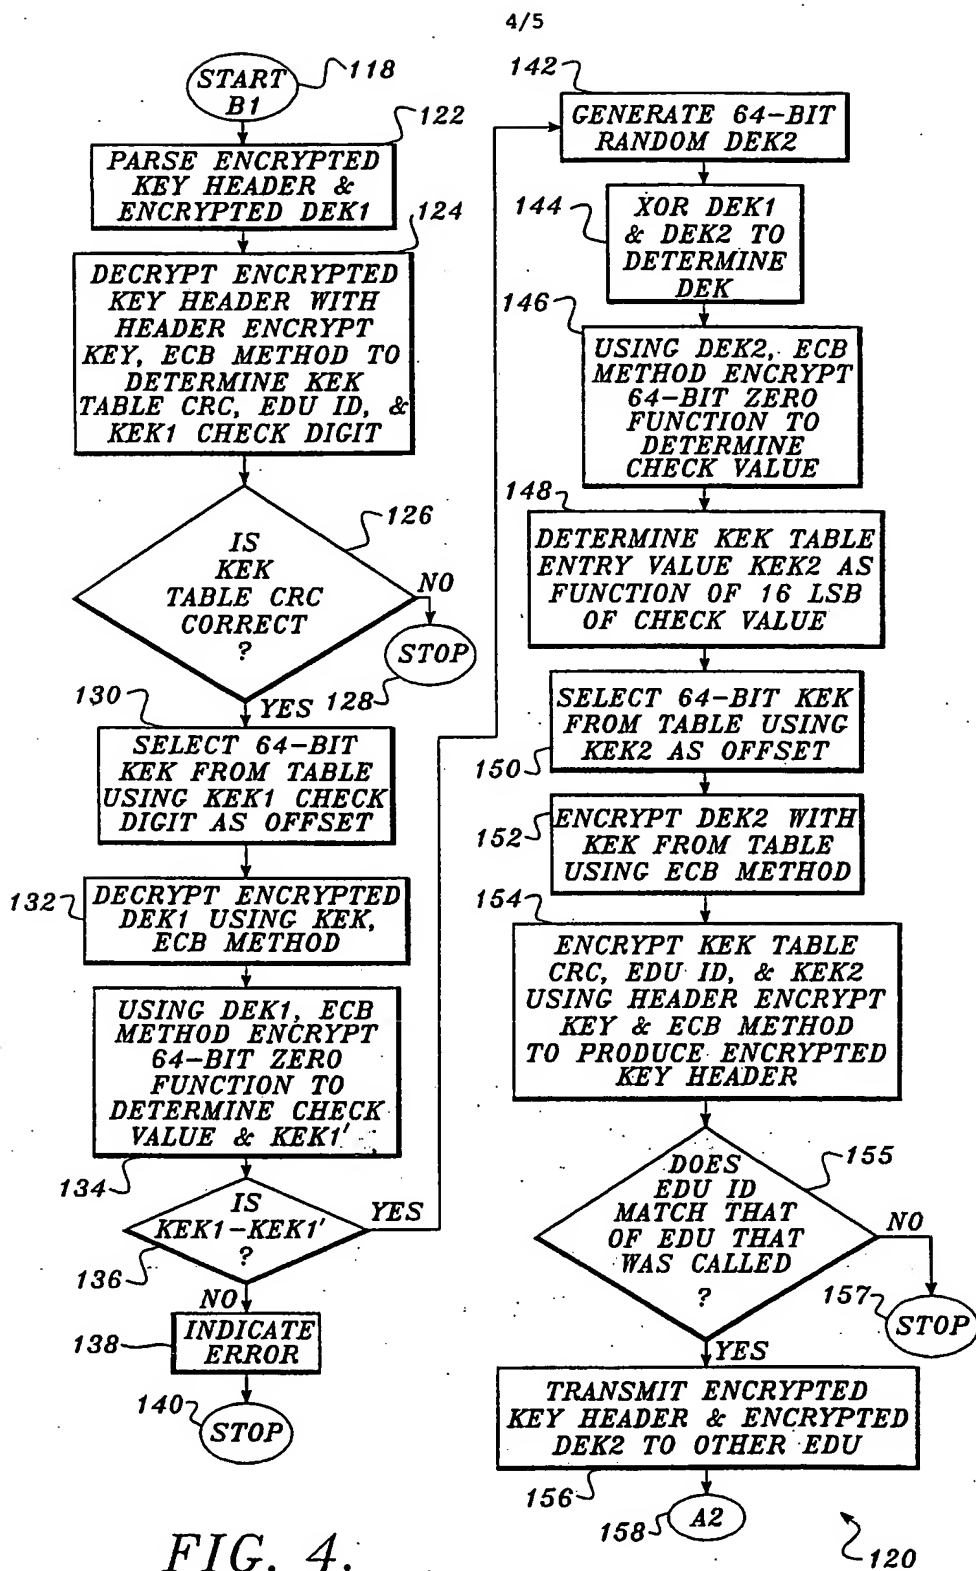 4/5
START
B1
118
122
PARSE ENCRYPTED
KEY HEADER &
ENCRYPTED DEK1
124
DECRYPT ENCRYPTED
KEY HEADER WITH
HEADER ENCRYPT
KEY, ECB METHOD TO
DETERMINE KEK
TABLE CRC, EDU ID, &
KEK1 CHECK DIGIT
126
IS
KEK
TABLE CRC
CORRECT
?
NO
STOP
128
YES
130
SELECT 64-BIT
KEK FROM TABLE
USING KEK1 CHECK
DIGIT AS OFFSET
132
DECRYPT ENCRYPTED
DEK1 USING KEK,
ECB METHOD
USING DEK1, ECB
METHOD ENCRYPT
64-BIT ZERO
FUNCTION TO
DETERMINE CHECK
VALUE & KEK1'
134
IS
KEK1-KEK1'
?
YES
136
NO
INDICATE
ERROR
138
140
STOP
142
GENERATE 64-BIT
RANDOM DEK2
144
XOR DEK1
& DEK2 TO
DETERMINE
DEK
146
USING DEK2, ECB
METHOD ENCRYPT
64-BIT ZERO
FUNCTION TO
DETERMINE
CHECK VALUE
148
DETERMINE KEK TABLE
ENTRY VALUE KEK2 AS
FUNCTION OF 16 LSB
OF CHECK VALUE
SELECT 64-BIT KEK
FROM TABLE USING
KEK2 AS OFFSET
150
ENCRYPT DEK2 WITH
KEK FROM TABLE
USING ECB METHOD
152
154
ENCRYPT KEK TABLE
CRC, EDU ID, & KEK2
USING HEADER ENCRYPT
KEY & ECB METHOD
TO PRODUCE ENCRYPTED
KEY HEADER
155
DOES
EDU ID
MATCH THAT
OF EDU THAT
WAS CALLED
?
NO
157
STOP
YES
TRANSMIT ENCRYPTED
KEY HEADER & ENCRYPTED
DEK2 TO OTHER EDU
156
158
A2
120
FIG. 4.